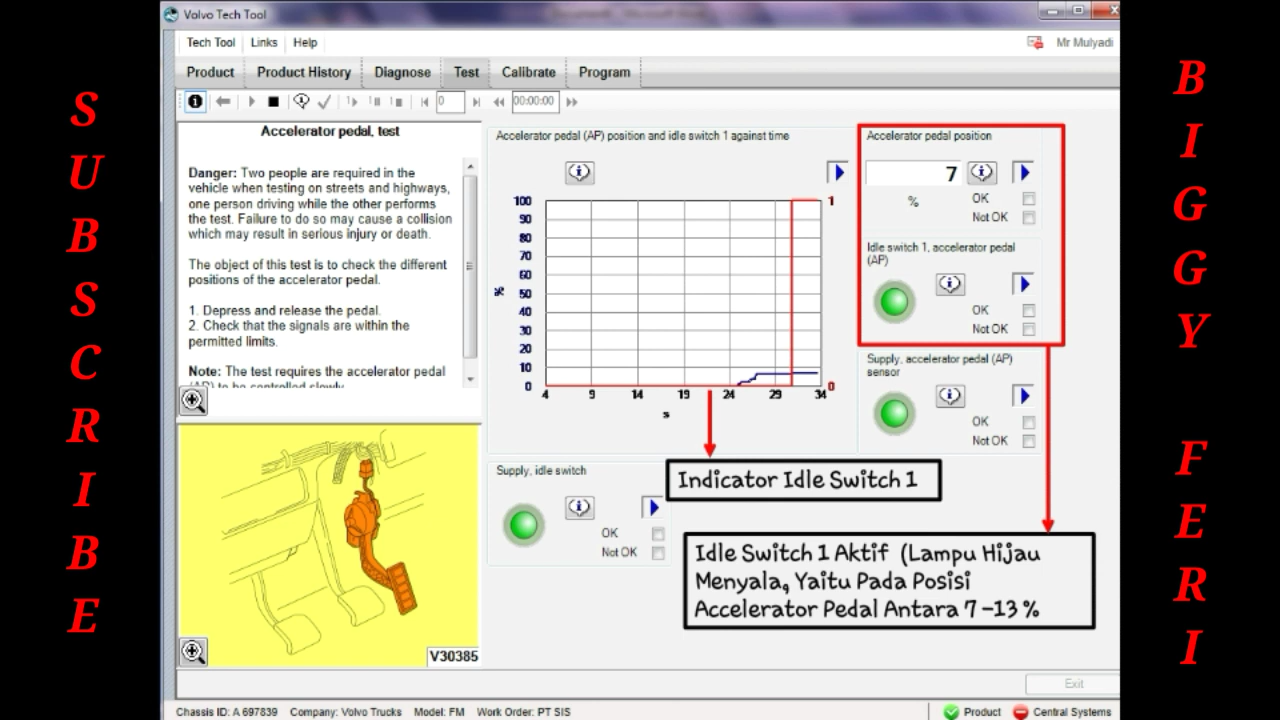 SUBSCRIBE
Volvo Tech Tool
Tech Tool Links Help
Mr Mulyadi
Product Product History Diagnose Test Calibrate Program
0
00:00:00
Accelerator pedal, test
Danger: Two people are required in the
vehicle when testing on streets and highways,
one person driving while the other performs
the test. Failure to do so may cause a collision
which may result in serious injury or death.
The object of this test is to check the different
positions of the accelerator pedal.
1. Depress and release the pedal.
2. Check that the signals are within the
permitted limits.
Note: The test requires the accelerator pedal
(AP) to be controlled slowly
V30385
Accelerator pedal (AP) position and idle switch 1 against time
100
90
80
70
60
50
40
30
20
10
0
%
1
0
4 9 14 19 24 29 34
s
Accelerator pedal position
7
%
OK
Not OK
Idle switch 1, accelerator pedal
(AP)
OK
Not OK
Supply, accelerator pedal (AP)
sensor
OK
Not OK
Supply, idle switch
OK
Not OK
Indicator Idle Switch 1
Idle Switch 1 Aktif (Lampu Hijau
Menyala, Yaitu Pada Posisi
Accelerator Pedal Antara 7 -13 %
Exit
Chassis ID: A 697839 Company: Volvo Trucks Model: FM Work Order: PT SIS
Product Central Systems
BIGGY FERI